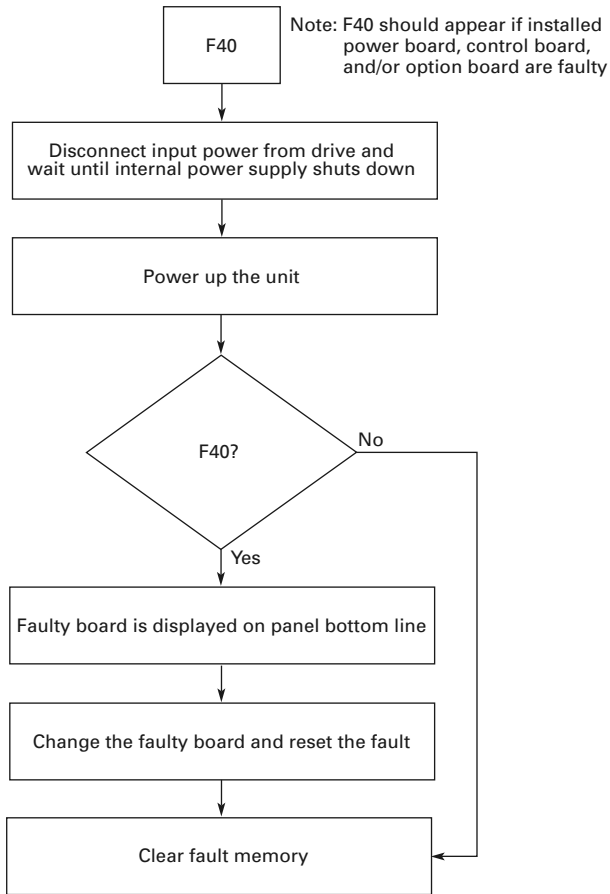 F40
Note: F40 should appear if installed
power board, control board,
and/or option board are faulty
Disconnect input power from drive and
wait until internal power supply shuts down
Power up the unit
F40?
No
Yes
Faulty board is displayed on panel bottom line
Change the faulty board and reset the fault
Clear fault memory